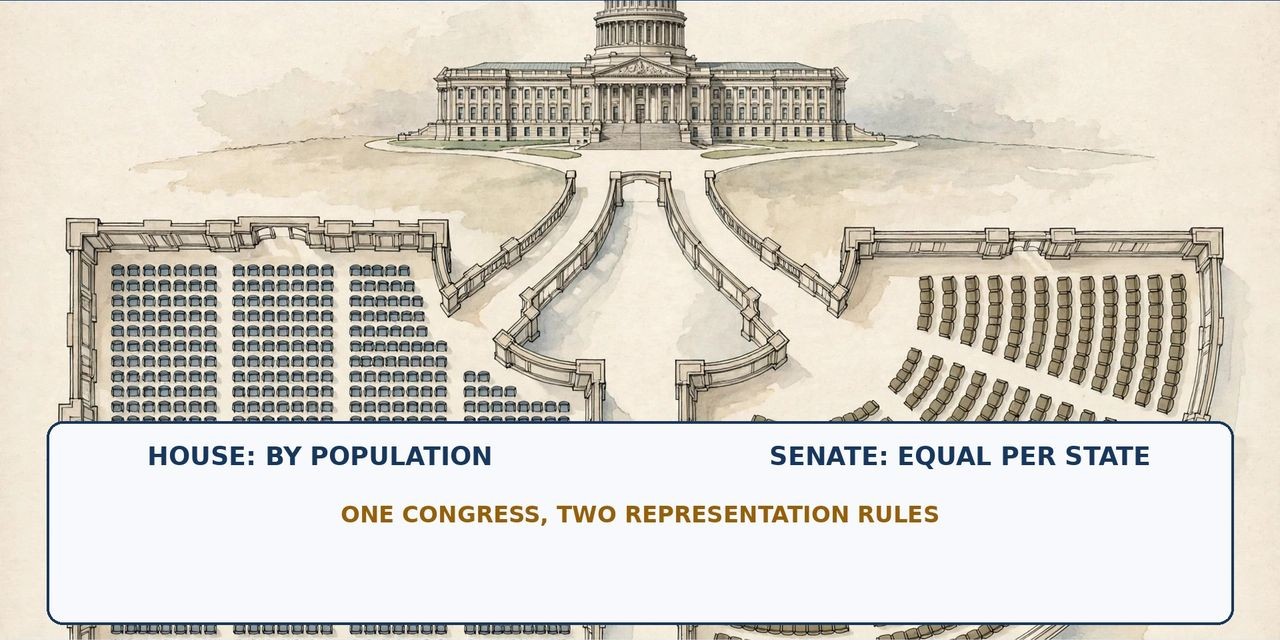 HOUSE: BY POPULATION
SENATE: EQUAL PER STATE
ONE CONGRESS, TWO REPRESENTATION RULES